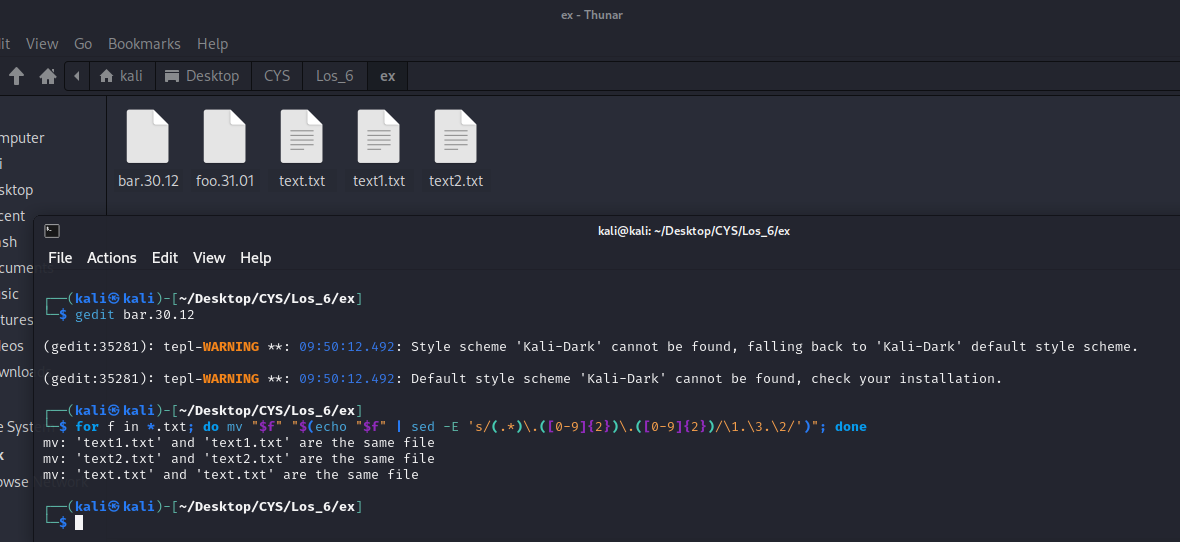 ex - Thunar
it View Go Bookmarks Help
kali Desktop CYS Los_6 ex
mputer
i
sktop
cent
sh
cume
sic
tures
eos
wnloa
e Syste
x
owse Netw
bar.30.12 foo.31.01 text.txt text1.txt text2.txt
kali@kali: ~/Desktop/CYS/Los_6/ex
File Actions Edit View Help
┌──(kali㉿kali)-[~/Desktop/CYS/Los_6/ex]
└─$ gedit bar.30.12
(gedit:35281): tepl-WARNING **: 09:50:12.492: Style scheme 'Kali-Dark' cannot be found, falling back to 'Kali-Dark' default style scheme.
(gedit:35281): tepl-WARNING **: 09:50:12.492: Default style scheme 'Kali-Dark' cannot be found, check your installation.
┌──(kali㉿kali)-[~/Desktop/CYS/Los_6/ex]
└─$ for f in *.txt; do mv "$f" "$(echo "$f" | sed -E 's/(.*)\.([0-9]{2})\.([0-9]{2})/\1.\3.\2/')"; done
mv: 'text1.txt' and 'text1.txt' are the same file
mv: 'text2.txt' and 'text2.txt' are the same file
mv: 'text.txt' and 'text.txt' are the same file
┌──(kali㉿kali)-[~/Desktop/CYS/Los_6/ex]
└─$